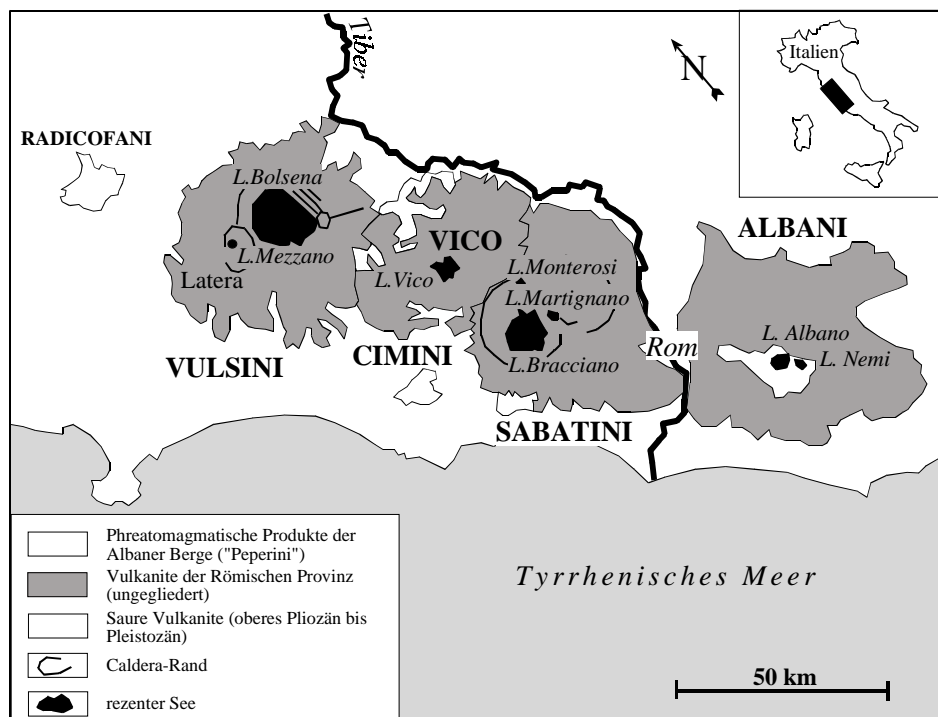 Tiber
N
Italien
RADICOFANI
L.Bolsena
ALBANI
VICO
L.Mezzano
L.Monterosi
Latera
L.Vico
L.Martignano
L. Albano
Rom
L. Nemi
CIMINI
VULSINI
L.Bracciano
SABATINI
Phreatomagmatische Produkte der
Albaner Berge ("Peperini")
Vulkanite der Römischen Provinz
(ungegliedert)
Saure Vulkanite (oberes Pliozän bis
Pleistozän)
Caldera-Rand
rezenter See
Tyrrhenisches Meer
50 km